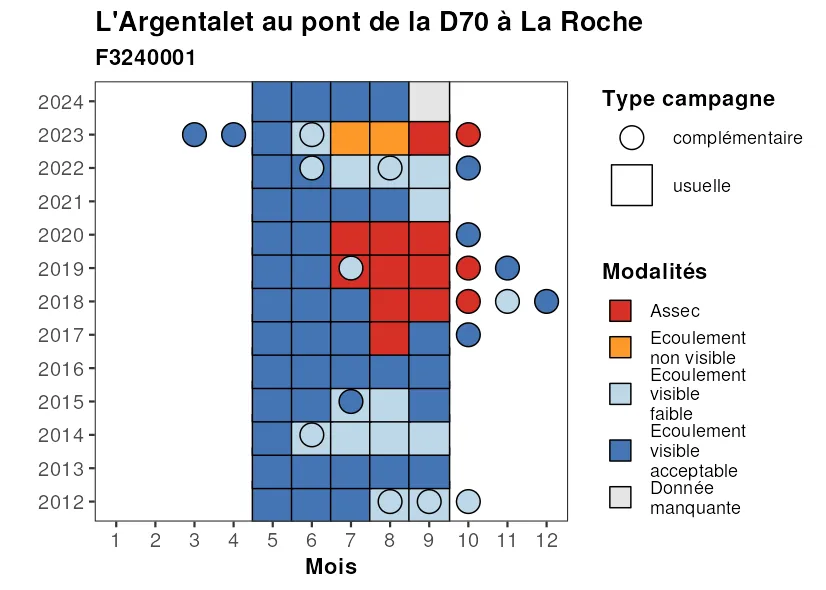 L'Argentalet au pont de la D70 à La Roche
F3240001
2024
2023
2022
2021
2020
2019
2018
2017
2016
2015
2014
2013
2012
1 2 3 4 5 6 7 8 9 10 11 12
Mois
Type campagne
complémentaire
usuelle
Modalités
Assec
Ecoulement
non visible
Ecoulement
visible
faible
Ecoulement
visible
acceptable
Donnée
manquante